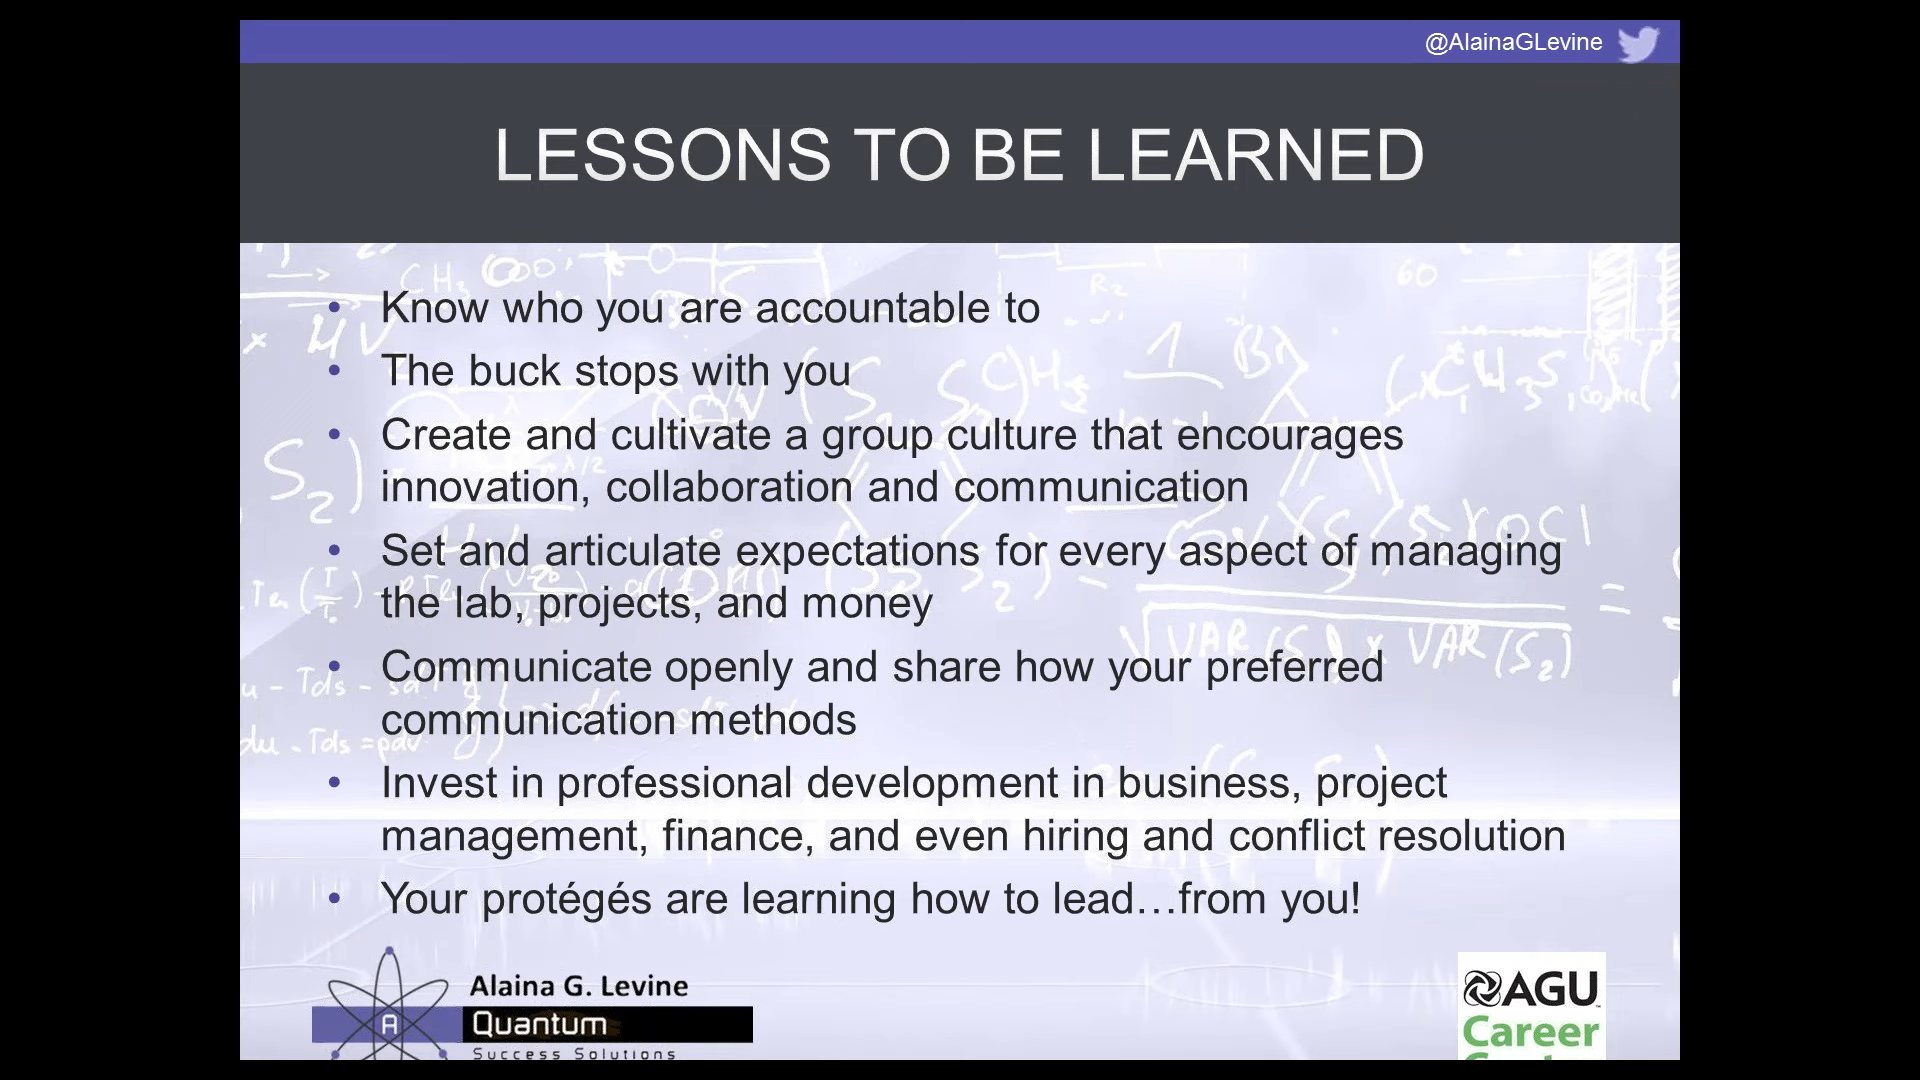 @AlainaGLevine
LESSONS TO BE LEARNED
• Know who you are accountable to
• The buck stops with you
• Create and cultivate a group culture that encourages
innovation, collaboration and communication
• Set and articulate expectations for every aspect of managing
the lab, projects, and money
• Communicate openly and share how your preferred
communication methods
• Invest in professional development in business, project
management, finance, and even hiring and conflict resolution
• Your protégés are learning how to lead…from you!
Alaina G. Levine
A Quantum
Success Solutions
AGU
Career